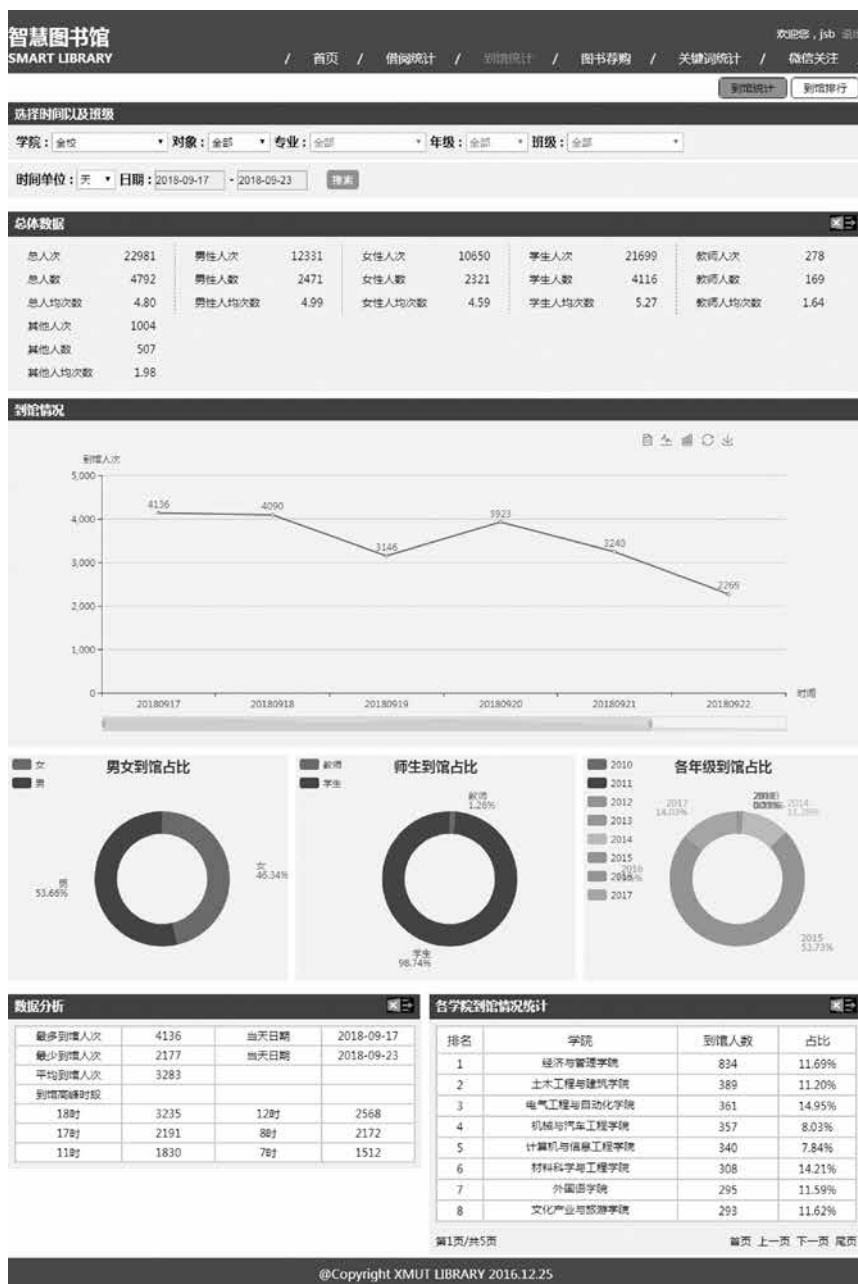 智慧图书馆
欢迎您，jsb
SMART LIBRARY
/ 首页 / 借阅统计 / 到馆统计 / 图书荐购 / 关键词统计 / 微信关注 /
到馆统计 到馆排行
选择时间以及班级
学院：全校 对象：全部 专业：全部 年级：全部 班级：全部
时间单位：天 日期：2018-09-17 - 2018-09-23 搜索
总体数据
总人次 22981 男性人次 12331 女性人次 10650 学生人次 21699 教师人次 278
总人数 4792 男性人数 2471 女性人数 2321 学生人数 4116 教师人数 169
总人均次数 4.80 男性人均次数 4.99 女性人均次数 4.59 学生人均次数 5.27 教师人均次数 1.64
其他人次 1004
其他人数 507
其他人均次数 1.98
到馆情况
到馆人次
5,000
4136 4090
4,000
3923
3146 3240
3,000
2266
2,000
1,000
0
时间
20180917 20180918 20180919 20180920 20180921 20180922
女
男
男女到馆占比
女
46.34%
男
53.66%
教师
学生
师生到馆占比
教师
1.26%
学生
98.74%
2010
2011
2012
2013
2014
2015
2017
各年级到馆占比
2017
14.03%
2014
2015
53.73%
数据分析
最多到馆人次 4136 当天日期 2018-09-17
最少到馆人次 2177 当天日期 2018-09-23
平均到馆人次 3283
到馆高峰时段
18时 3235 12时 2568
17时 2191 8时 2172
11时 1830 7时 1512
各学院到馆情况统计
排名 学院 到馆人数 占比
1 经济与管理学院 834 11.69%
2 土木工程与建筑学院 389 11.20%
3 电气工程与自动化学院 361 14.95%
4 机械与汽车工程学院 357 8.03%
5 计算机与信息工程学院 340 7.84%
6 材料科学与工程学院 308 14.21%
7 外国语学院 295 11.59%
8 文化产业与旅游学院 293 11.62%
第1页/共5页 首页 上一页 下一页 尾页
@Copyright XMUT LIBRARY 2016.12.25